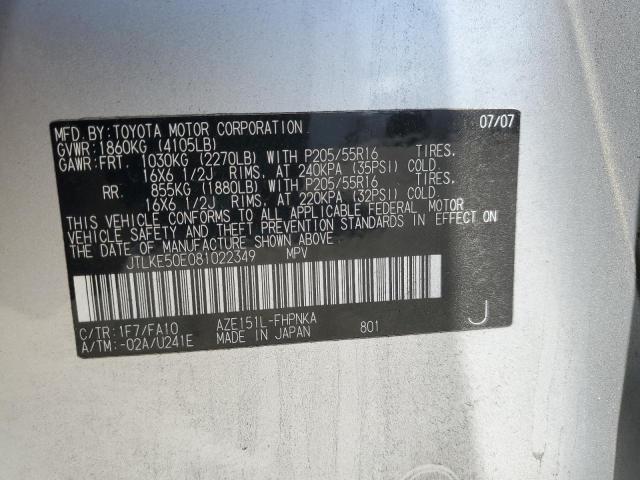 MFD.BY:TOYOTA MOTOR CORPORATION 07/07
GVWR:1860KG (4105LB)
GAWR:FRT. 1030KG (2270LB) WITH P205/55R16 TIRES.
16X6 1/2J RIMS. AT 240KPA (35PSI) COLD.
RR. 855KG (1880LB) WITH P205/55R16 TIRES.
16X6 1/2J RIMS. AT 220KPA (32PSI) COLD.
THIS VEHICLE CONFORMS TO ALL APPLICABLE FEDERAL MOTOR
VEHICLE SAFETY AND THEFT PREVENTION STANDARDS IN EFFECT ON
THE DATE OF MANUFACTURE SHOWN ABOVE.
JTLKE50E081022349 MPV
C/TR:1F7/FA10 AZE151L-FHPNKA J
A/TM:-02A/U241E MADE IN JAPAN 801